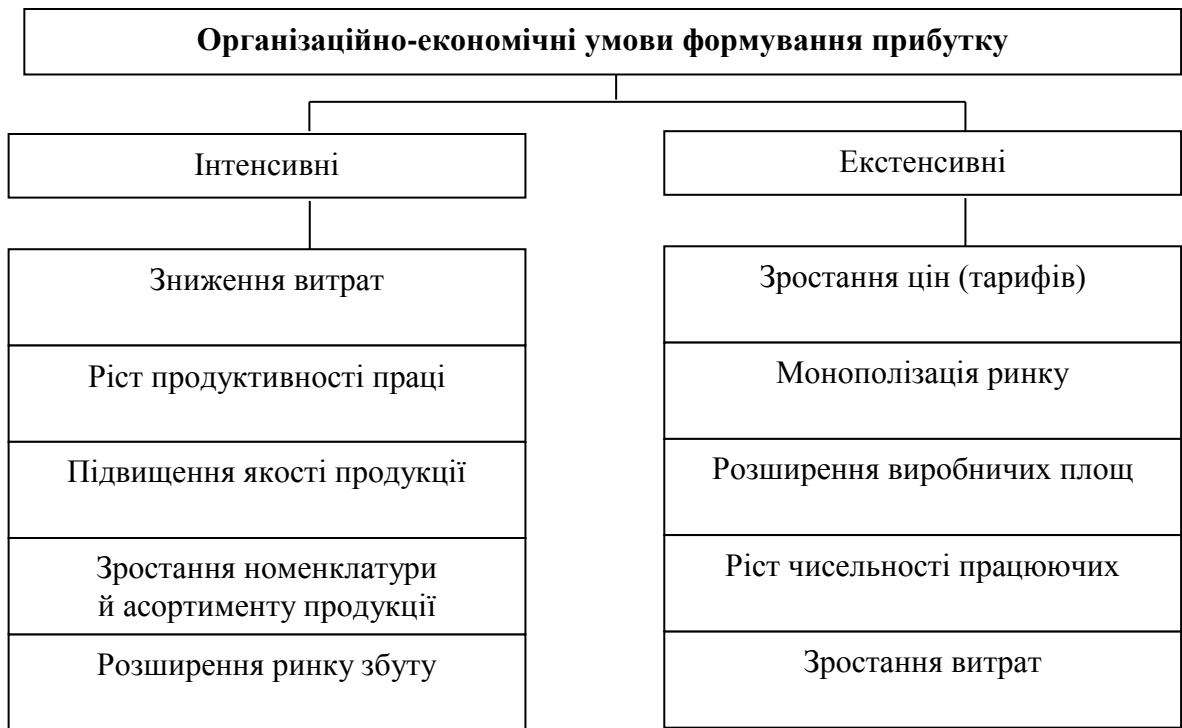 Організаційно-економічні умови формування прибутку
Інтенсивні
Зниження витрат
Ріст продуктивності праці
Підвищення якості продукції
Зростання номенклатури
й асортименту продукції
Розширення ринку збуту
Екстенсивні
Зростання цін (тарифів)
Монополізація ринку
Розширення виробничих площ
Ріст чисельності працюючих
Зростання витрат